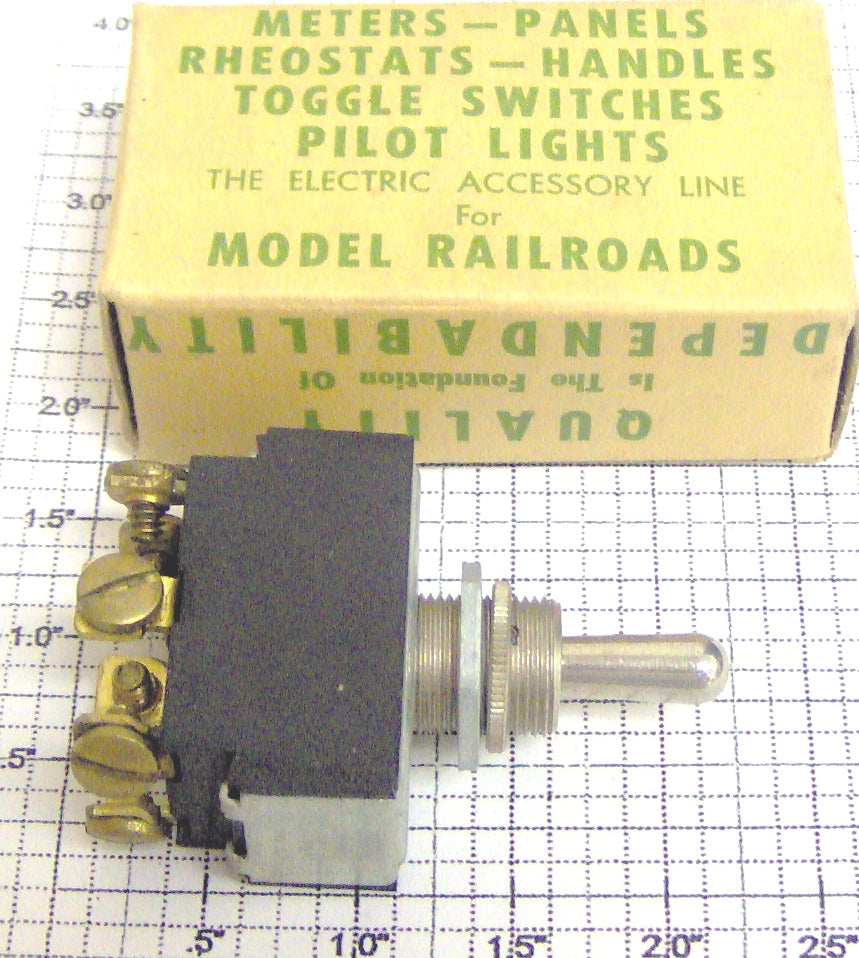 METERS — PANELS
RHEOSTATS — HANDLES
TOGGLE SWITCHES
PILOT LIGHTS
THE ELECTRIC ACCESSORY LINE
For
MODEL RAILROADS
QUALITY
Is The Foundation Of
DEPENDABILITY
4.0"
3.5"
3.0"
2.5"
2.0"
1.5"
1.0"
.5"
.5"
1.0"
1.5"
2.0"
2.5"